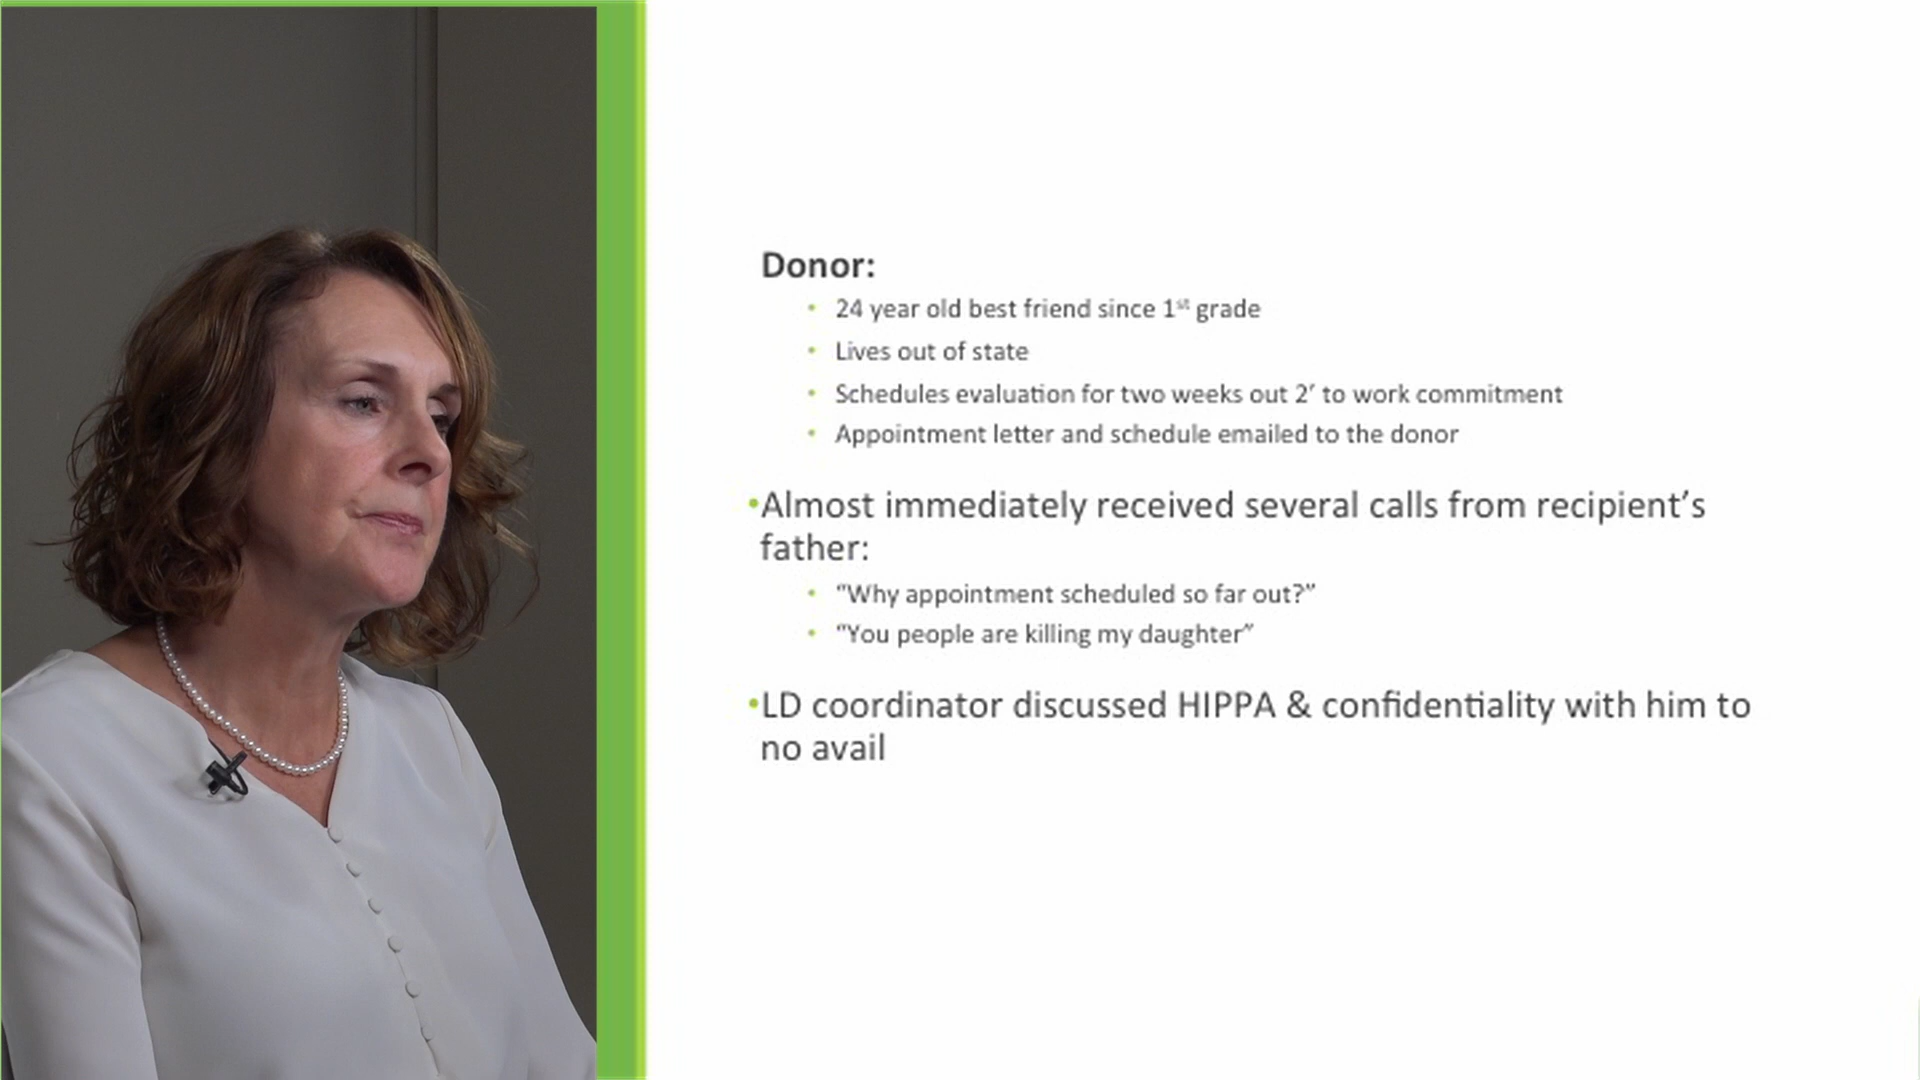 Donor:
• 24 year old best friend since 1st grade
• Lives out of state
• Schedules evaluation for two weeks out 2’ to work commitment
• Appointment letter and schedule emailed to the donor
•Almost immediately received several calls from recipient’s
father:
• “Why appointment scheduled so far out?”
• “You people are killing my daughter”
•LD coordinator discussed HIPPA & confidentiality with him to
no avail